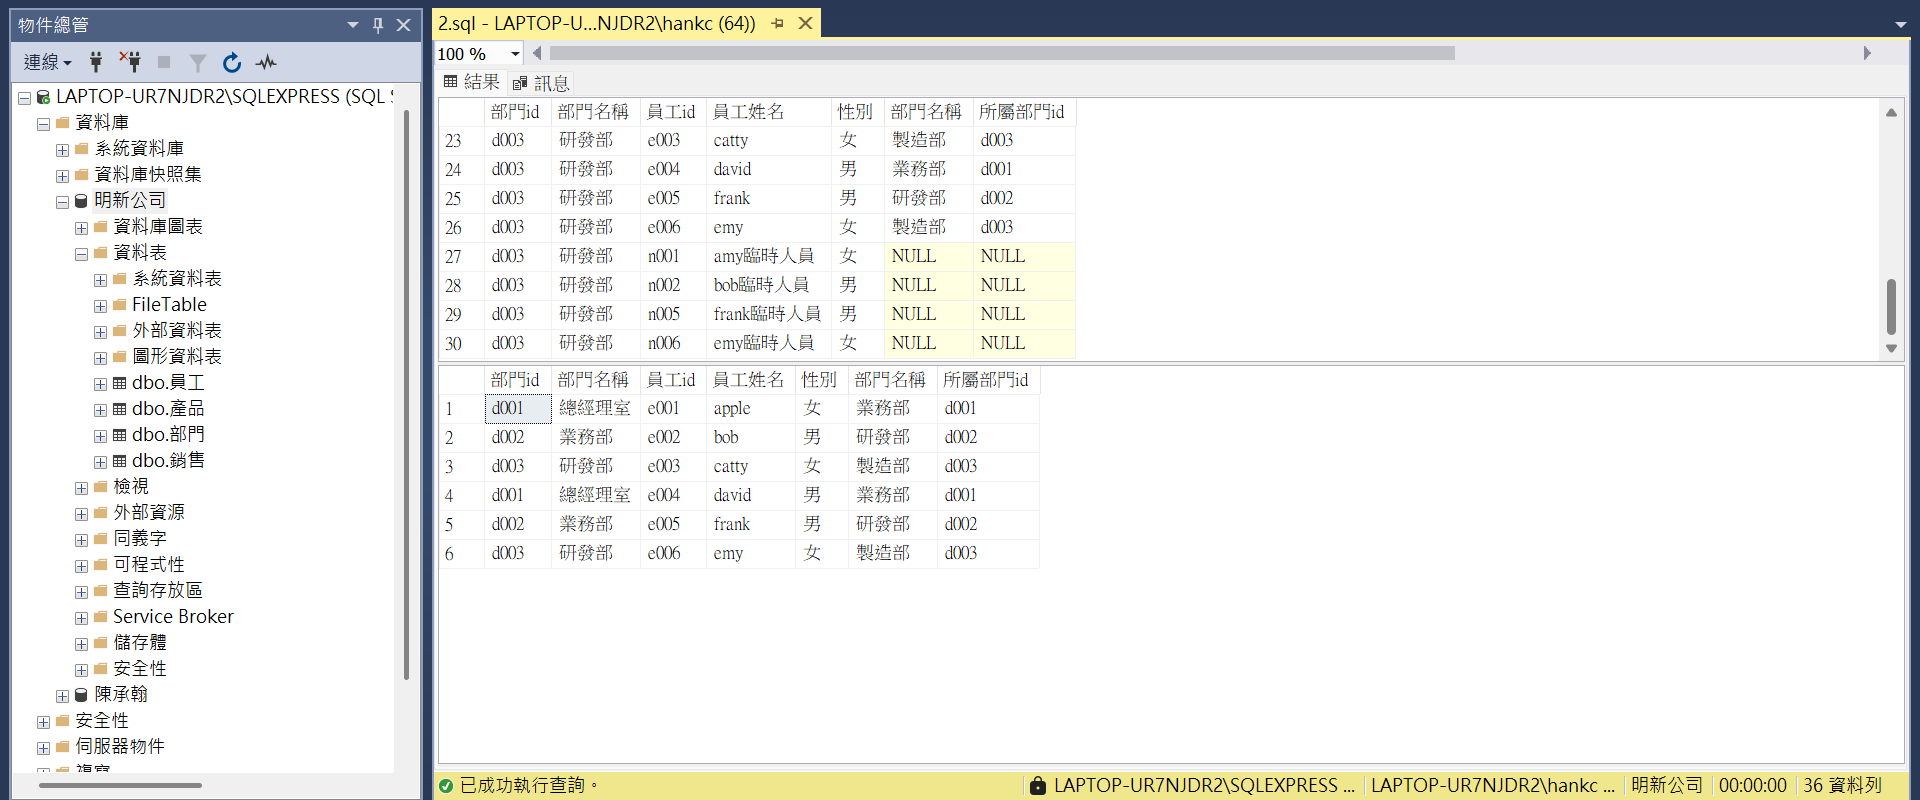 物件總管
連線
LAPTOP-UR7NJDR2\SQLEXPRESS (SQL S
資料庫
系統資料庫
資料庫快照集
明新公司
資料庫圖表
資料表
系統資料表
FileTable
外部資料表
圖形資料表
dbo.員工
dbo.產品
dbo.部門
dbo.銷售
檢視
外部資源
同義字
可程式性
查詢存放區
Service Broker
儲存體
安全性
陳承翰
安全性
伺服器物件
複寫
2.sql - LAPTOP-U...NJDR2\hankc (64))
100 %
結果 訊息
部門id 部門名稱 員工id 員工姓名 性別 部門名稱 所屬部門id
23 d003 研發部 e003 catty 女 製造部 d003
24 d003 研發部 e004 david 男 業務部 d001
25 d003 研發部 e005 frank 男 研發部 d002
26 d003 研發部 e006 emy 女 製造部 d003
27 d003 研發部 n001 amy臨時人員 女 NULL NULL
28 d003 研發部 n002 bob臨時人員 男 NULL NULL
29 d003 研發部 n005 frank臨時人員 男 NULL NULL
30 d003 研發部 n006 emy臨時人員 女 NULL NULL
部門id 部門名稱 員工id 員工姓名 性別 部門名稱 所屬部門id
1 d001 總經理室 e001 apple 女 業務部 d001
2 d002 業務部 e002 bob 男 研發部 d002
3 d003 研發部 e003 catty 女 製造部 d003
4 d001 總經理室 e004 david 男 業務部 d001
5 d002 業務部 e005 frank 男 研發部 d002
6 d003 研發部 e006 emy 女 製造部 d003
已成功執行查詢。 LAPTOP-UR7NJDR2\SQLEXPRESS ... LAPTOP-UR7NJDR2\hankc ... 明新公司 00:00:00 36 資料列